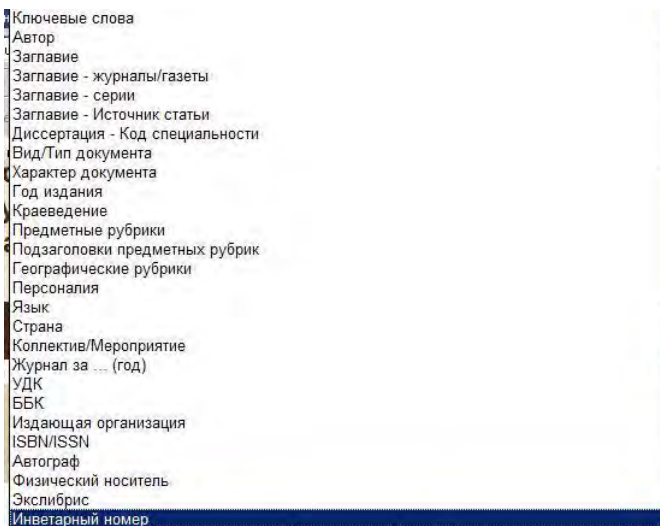 Ключевые слова
Автор
Заглавие
Заглавие - журналы/газеты
Заглавие - серии
Заглавие - Источник статьи
Диссертация - Код специальности
Вид/Тип документа
Характер документа
Год издания
Краеведение
Предметные рубрики
Подзаголовки предметных рубрик
Географические рубрики
Персоналия
Язык
Страна
Коллектив/Мероприятие
Журнал за ... (год)
УДК
ББК
Издающая организация
ISBN/ISSN
Автограф
Физический носитель
Экслибрис
Инветарный номер